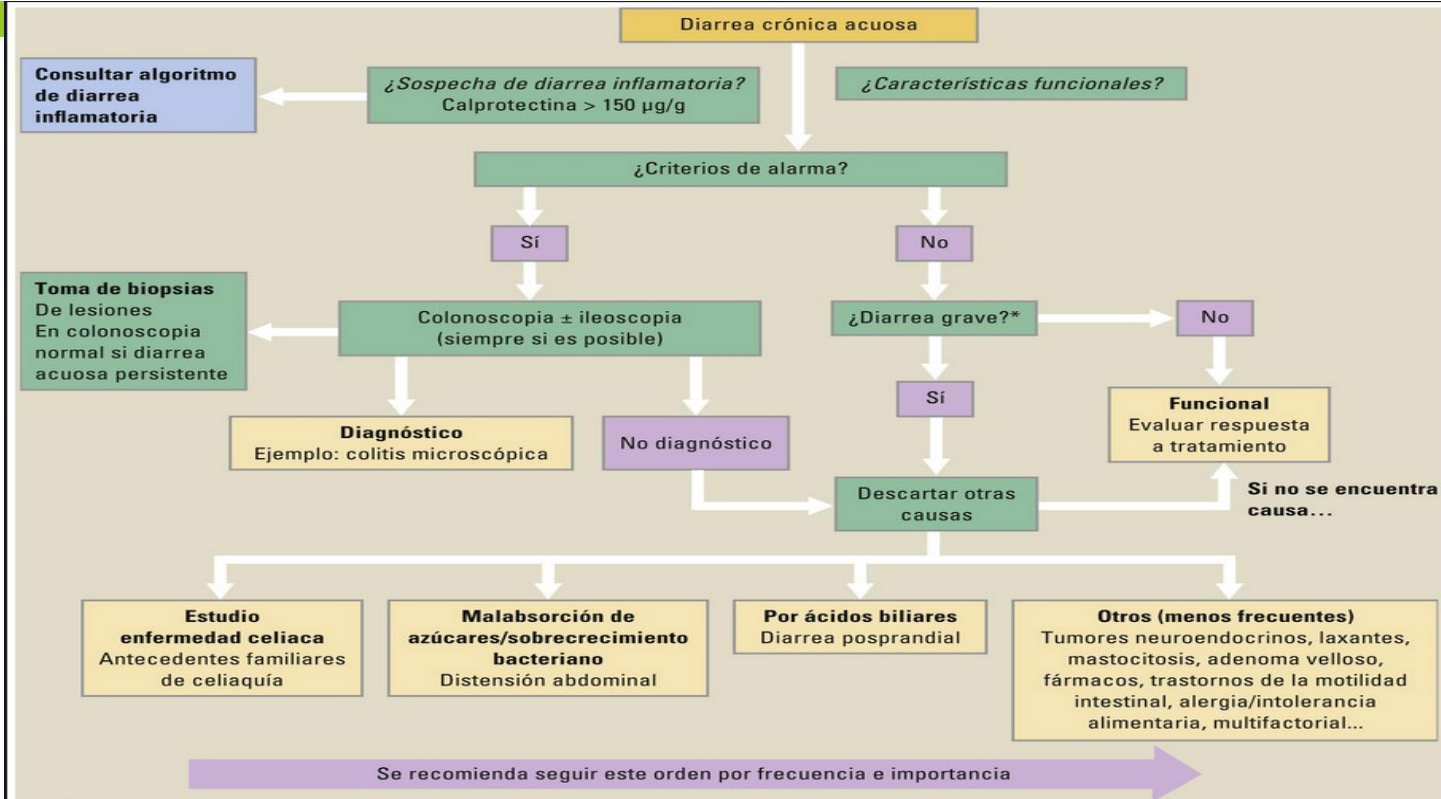 Diarrea crónica acuosa
Consultar algoritmo
de diarrea
inflamatoria
¿Sospecha de diarrea inflamatoria?
Calprotectina > 150 µg/g
¿Características funcionales?
¿Criterios de alarma?
Sí
No
Toma de biopsias
De lesiones
En colonoscopia
normal si diarrea
acuosa persistente
Colonoscopia ± ileoscopia
(siempre si es posible)
¿Diarrea grave?*
No
Sí
Diagnóstico
Ejemplo: colitis microscópica
No diagnóstico
Funcional
Evaluar respuesta
a tratamiento
Descartar otras
causas
Si no se encuentra
causa...
Estudio
enfermedad celiaca
Antecedentes familiares
de celiaquía
Malabsorción de
azúcares/sobrecrecimiento
bacteriano
Distensión abdominal
Por ácidos biliares
Diarrea posprandial
Otros (menos frecuentes)
Tumores neuroendocrinos, laxantes,
mastocitosis, adenoma velloso,
fármacos, trastornos de la motilidad
intestinal, alergia/intolerancia
alimentaria, multifactorial...
Se recomienda seguir este orden por frecuencia e importancia